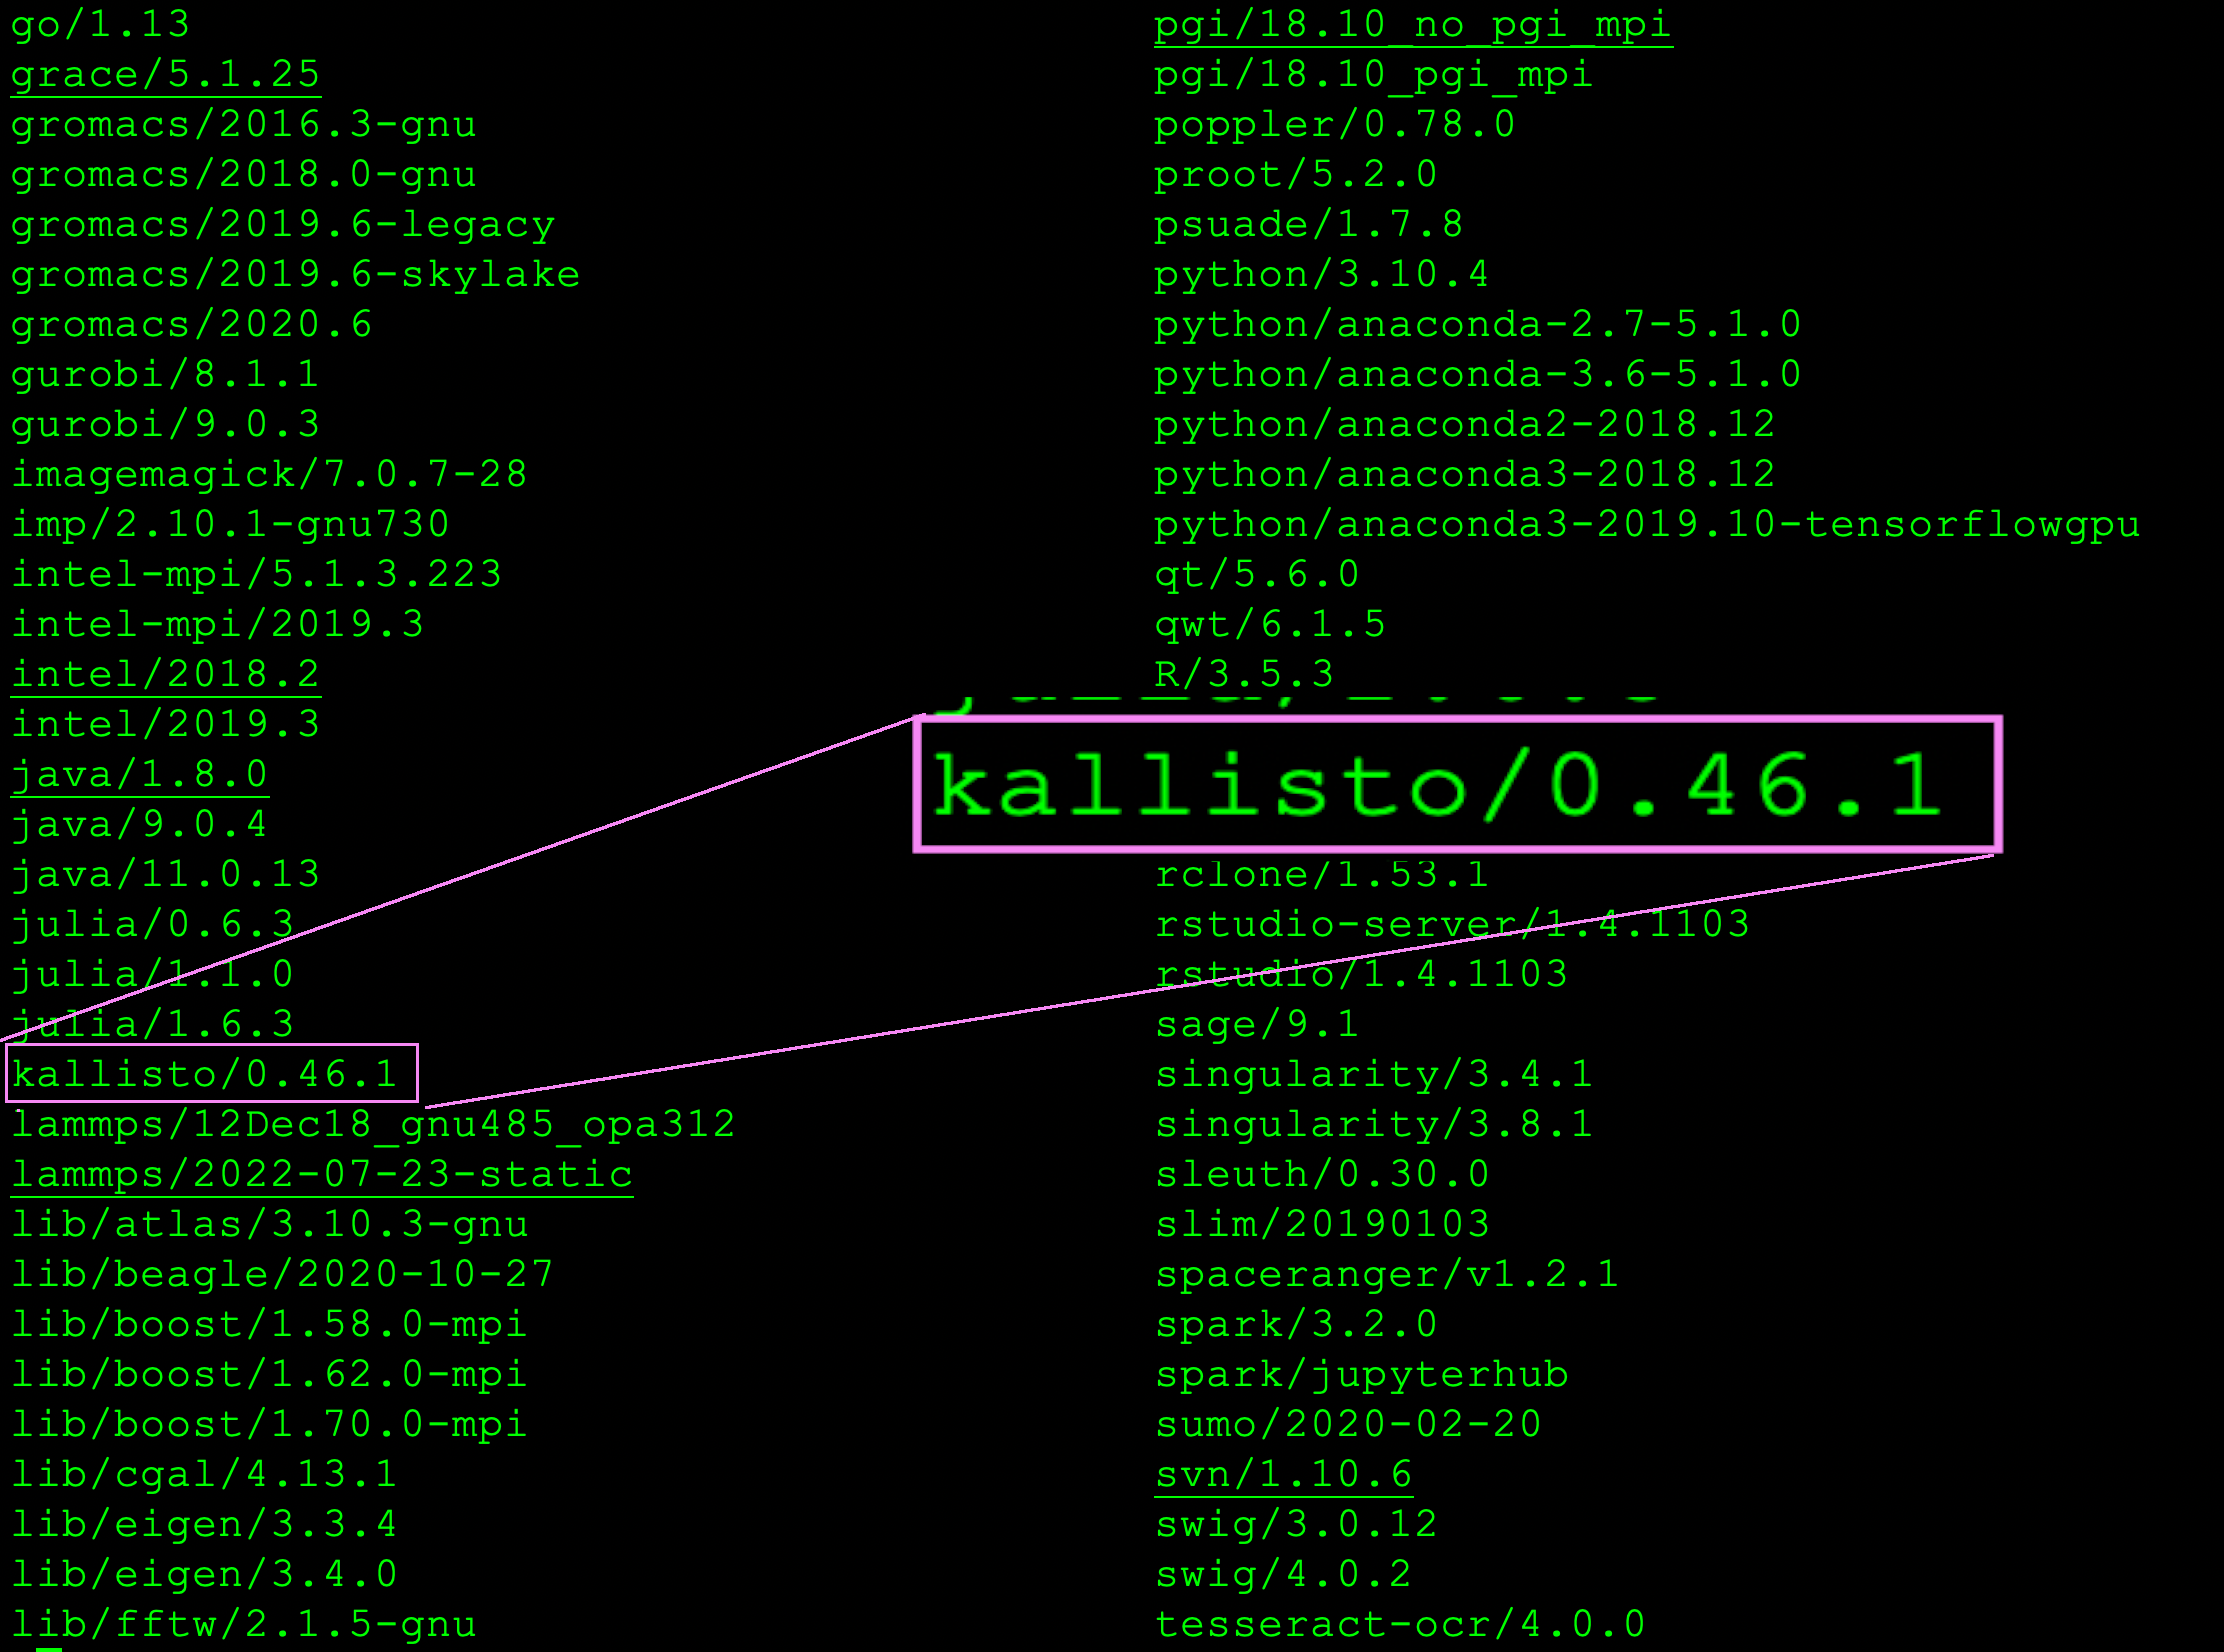 go/1.13
grace/5.1.25
gromacs/2016.3-gnu
gromacs/2018.0-gnu
gromacs/2019.6-legacy
gromacs/2019.6-skylake
gromacs/2020.6
gurobi/8.1.1
gurobi/9.0.3
imagemagick/7.0.7-28
imp/2.10.1-gnu730
intel-mpi/5.1.3.223
intel-mpi/2019.3
intel/2018.2
intel/2019.3
java/1.8.0
java/9.0.4
java/11.0.13
julia/0.6.3
julia/1.1.0
julia/1.6.3
kallisto/0.46.1
lammps/12Dec18_gnu485_opa312
lammps/2022-07-23-static
lib/atlas/3.10.3-gnu
lib/beagle/2020-10-27
lib/boost/1.58.0-mpi
lib/boost/1.62.0-mpi
lib/boost/1.70.0-mpi
lib/cgal/4.13.1
lib/eigen/3.3.4
lib/eigen/3.4.0
lib/fftw/2.1.5-gnu
pgi/18.10_no_pgi_mpi
pgi/18.10_pgi_mpi
poppler/0.78.0
proot/5.2.0
psuade/1.7.8
python/3.10.4
python/anaconda-2.7-5.1.0
python/anaconda-3.6-5.1.0
python/anaconda2-2018.12
python/anaconda3-2018.12
python/anaconda3-2019.10-tensorflowgpu
qt/5.6.0
qwt/6.1.5
R/3.5.3
kallisto/0.46.1
rclone/1.53.1
rstudio-server/1.4.1103
rstudio/1.4.1103
sage/9.1
singularity/3.4.1
singularity/3.8.1
sleuth/0.30.0
slim/20190103
spaceranger/v1.2.1
spark/3.2.0
spark/jupyterhub
sumo/2020-02-20
svn/1.10.6
swig/3.0.12
swig/4.0.2
tesseract-ocr/4.0.0